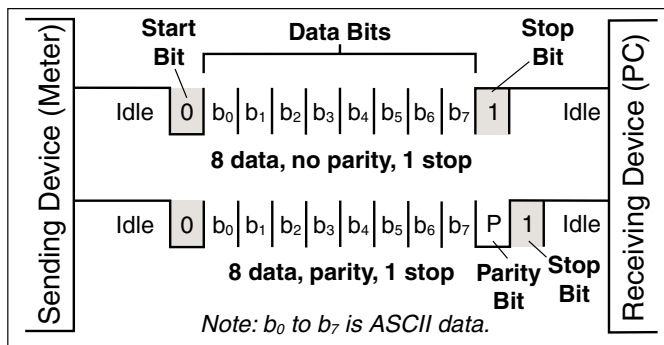 Start Bit
Data Bits
Stop Bit
Sending Device (Meter)
Idle 0 b₀ b₁ b₂ b₃ b₄ b₅ b₆ b₇ 1 Idle
8 data, no parity, 1 stop
Idle 0 b₀ b₁ b₂ b₃ b₄ b₅ b₆ b₇ P 1 Idle
8 data, parity, 1 stop
Parity Bit
Stop Bit
Note: b₀ to b₇ is ASCII data.
Receiving Device (PC)